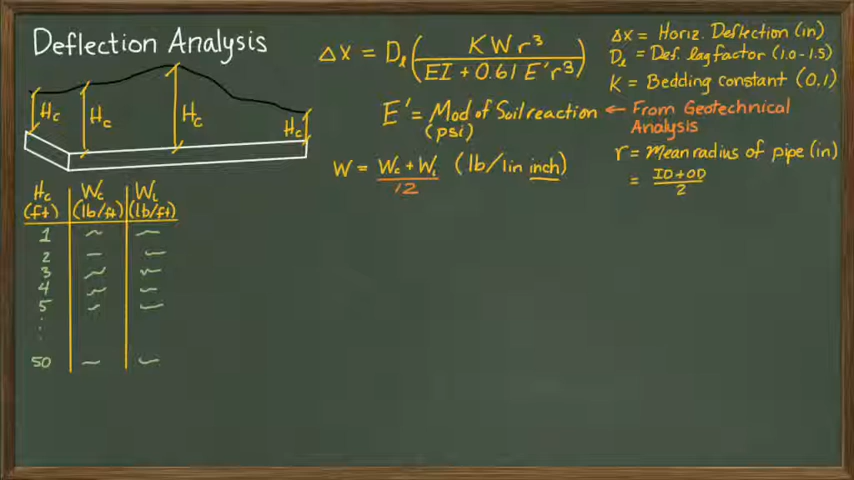 Deflection Analysis
Δx = Dℓ ( K W r³ / EI + 0.61 E' r³ )
Δx = Horiz. Deflection (in)
Dℓ = Def. lag factor (1.0 - 1.5)
K = Bedding constant (0.1)
E' = Mod of Soil reaction ← From Geotechnical
(psi)
Analysis
r = Mean radius of pipe (in)
= ID+OD / 2
W = Wc + WL / 12 (lb/lin inch)
Hc
Hc
Hc
Hc
Hc Wc WL
(ft) (lb/ft) (lb/ft)
1
2
3
4
5
50